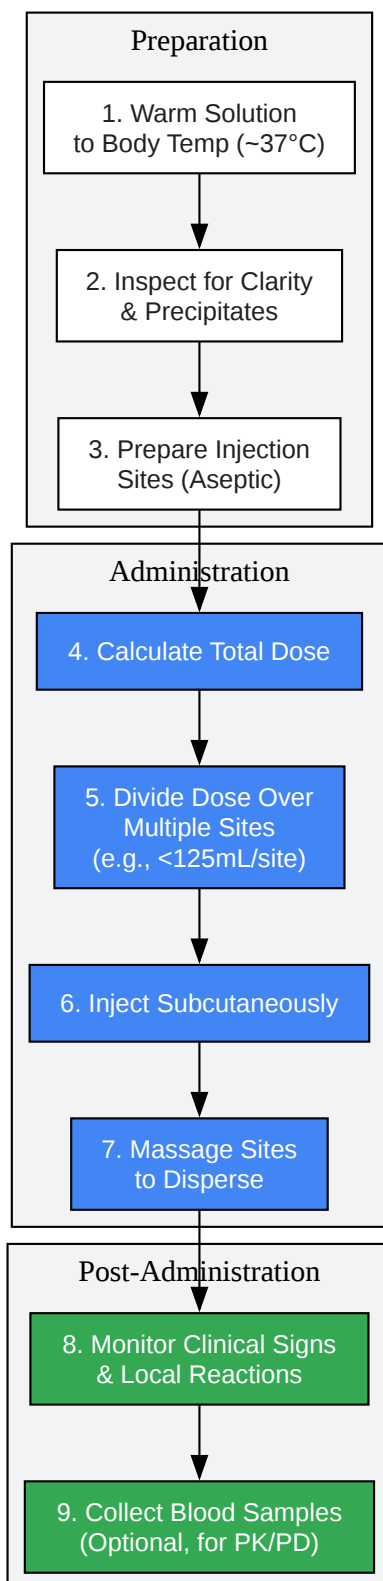 Preparation
1. Warm Solution
to Body Temp (~37°C)
2. Inspect for Clarity
& Precipitates
3. Prepare Injection
Sites (Aseptic)
Administration
4. Calculate Total Dose
5. Divide Dose Over
Multiple Sites
(e.g., <125mL/site)
6. Inject Subcutaneously
7. Massage Sites
to Disperse
Post-Administration
8. Monitor Clinical Signs
& Local Reactions
9. Collect Blood Samples
(Optional, for PK/PD)